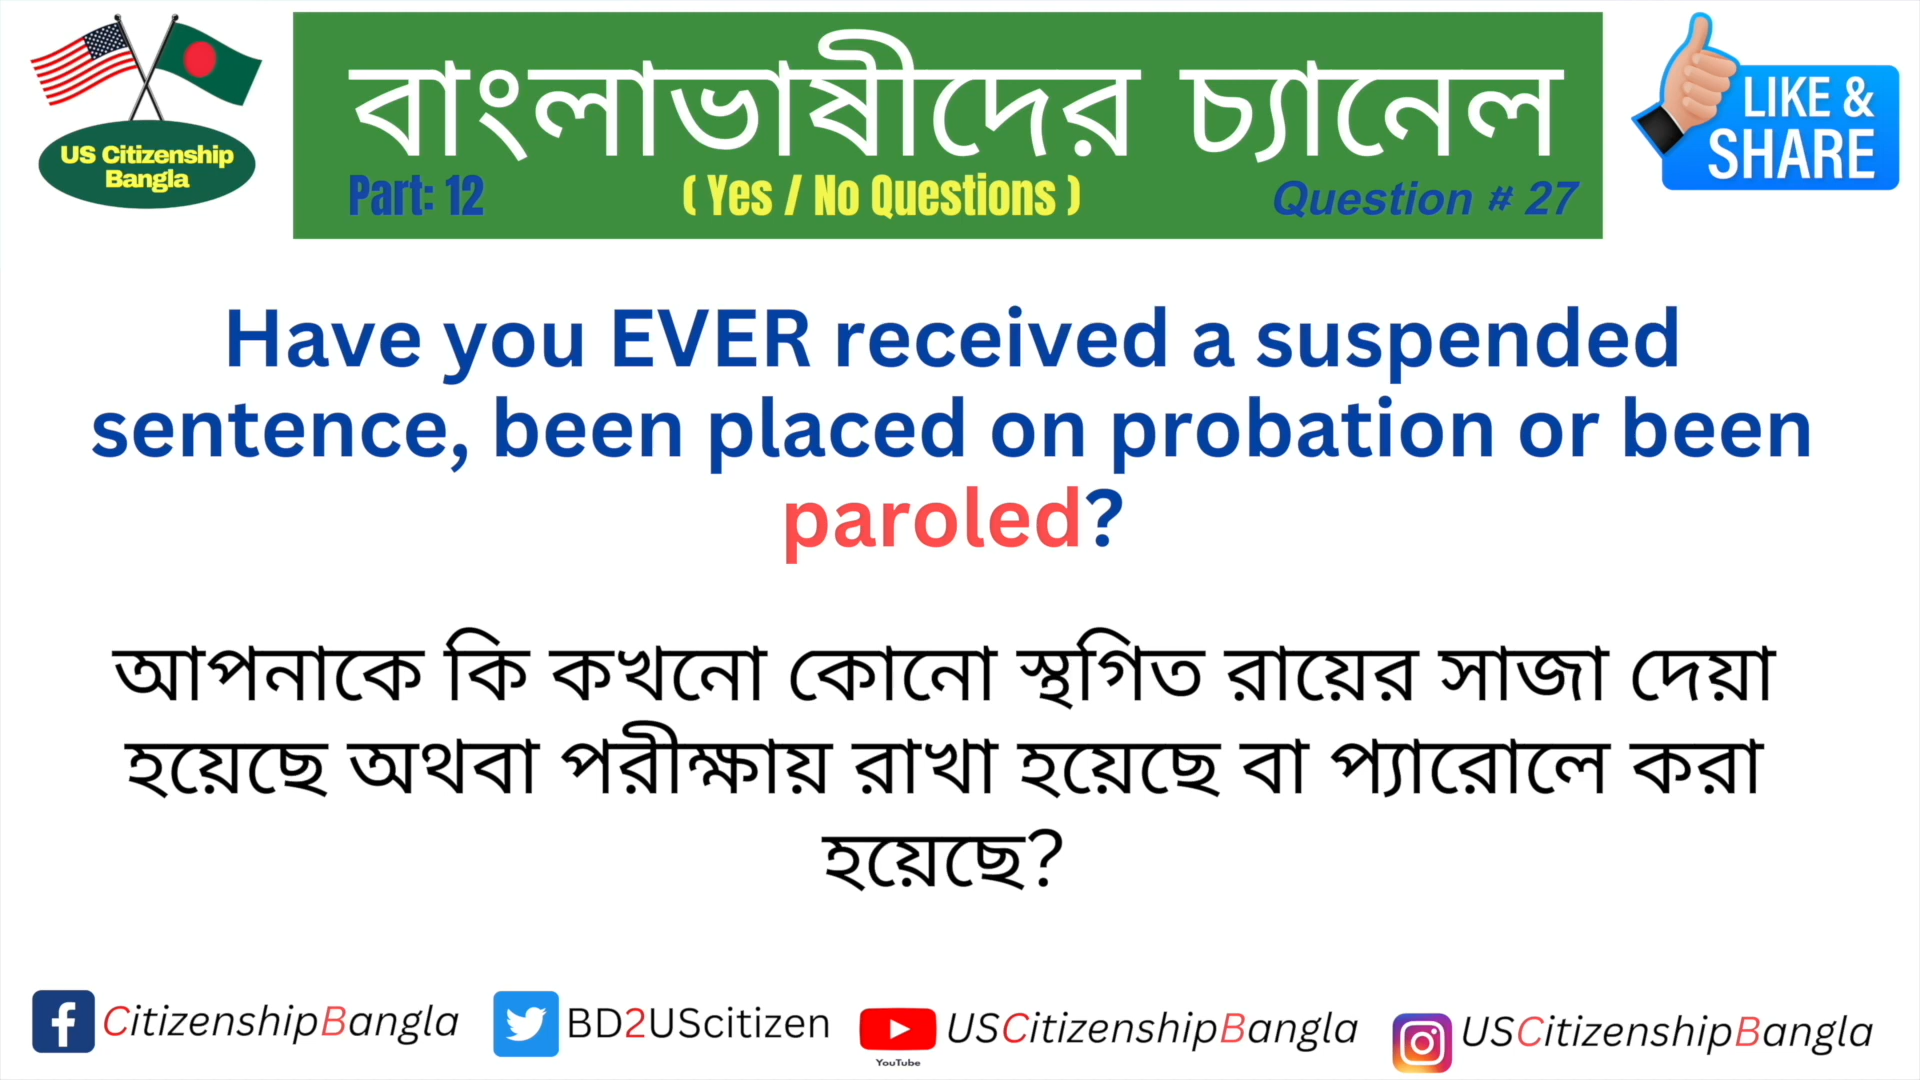 US Citizenship
Bangla
বাংলাভাষীদের চ্যানেল
Part: 12
( Yes / No Questions )
Question # 27
LIKE &
SHARE
Have you EVER received a suspended
sentence, been placed on probation or been
paroled?
আপনাকে কি কখনো কোনো স্থগিত রায়ের সাজা দেয়া
হয়েছে অথবা পরীক্ষায় রাখা হয়েছে বা প্যারোলে করা
হয়েছে?
CitizenshipBangla
BD2UScitizen
YouTube
USCitizenshipBangla
USCitizenshipBangla